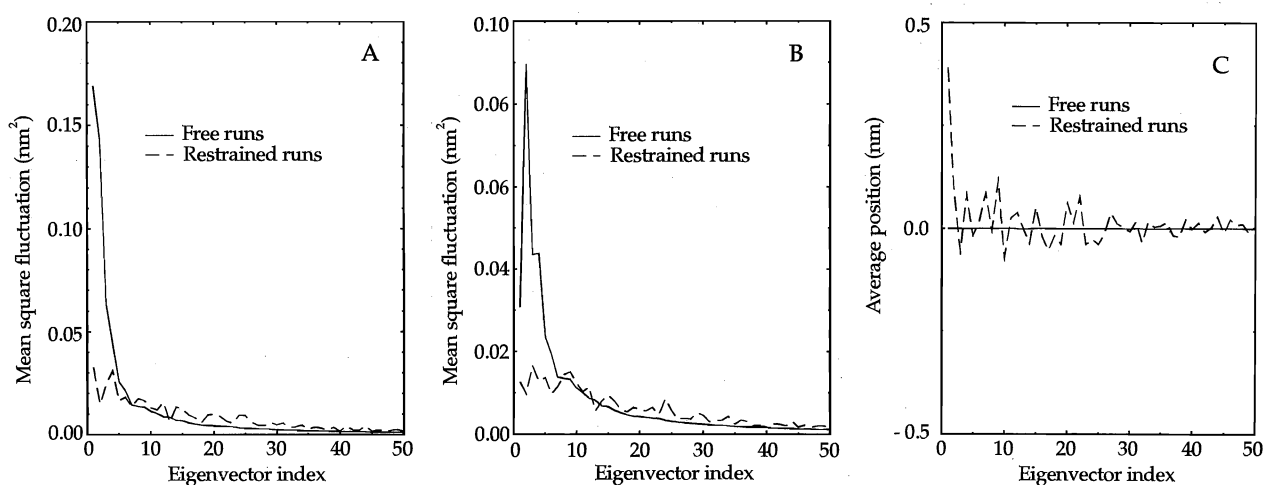 A
Mean square fluctuation (nm²)
0.20
0.15
0.10
0.05
0.00
Free runs
Restrained runs
0 10 20 30 40 50
Eigenvector index
B
Mean square fluctuation (nm²)
0.10
0.06
0.06
0.04
0.02
0.00
Free runs
Restrained runs
0 10 20 30 40 50
Eigenvector index
C
Average position (nm)
0.5
0.0
-0.5
Free runs
Restrained runs
0 10 20 30 40 50
Eigenvector index